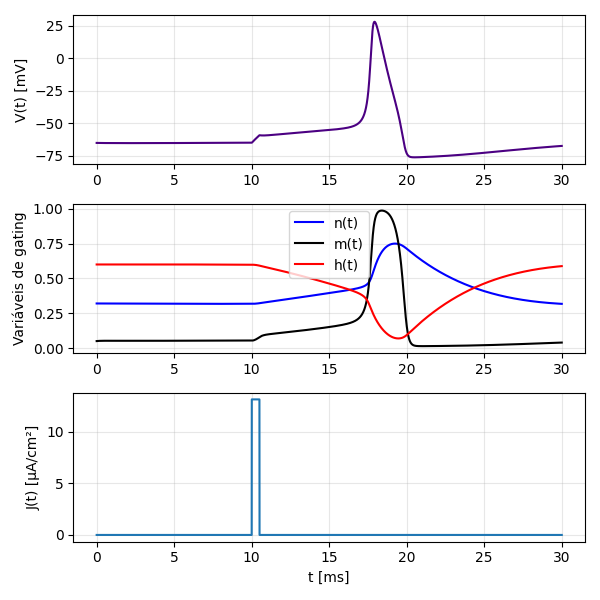 V(t) [mV]
25
0
−25
−50
−75
0 5 10 15 20 25 30
Variáveis de gating
1.00
0.75
0.50
0.25
0.00
n(t)
m(t)
h(t)
0 5 10 15 20 25 30
J(t) [μA/cm²]
10
5
0
0 5 10 15 20 25 30
t [ms]